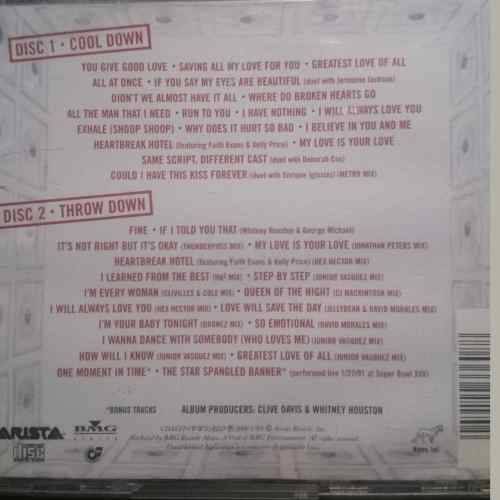 DISC 1 • COOL DOWN
YOU GIVE GOOD LOVE • SAVING ALL MY LOVE FOR YOU • GREATEST LOVE OF ALL
ALL AT ONCE • IF YOU SAY MY EYES ARE BEAUTIFUL (duet with Jermaine Jackson)
DIDN'T WE ALMOST HAVE IT ALL • WHERE DO BROKEN HEARTS GO
ALL THE MAN THAT I NEED • RUN TO YOU • I HAVE NOTHING • I WILL ALWAYS LOVE YOU
EXHALE (SHOOP SHOOP) • WHY DOES IT HURT SO BAD • I BELIEVE IN YOU AND ME
HEARTBREAK HOTEL (featuring Faith Evans & Kelly Price) • MY LOVE IS YOUR LOVE
SAME SCRIPT, DIFFERENT CAST (duet with Deborah Cox)
COULD I HAVE THIS KISS FOREVER (duet with Enrique Iglesias) (METRO MIX)
DISC 2 • THROW DOWN
FINE • IF I TOLD YOU THAT (Whitney Houston & George Michael)
IT'S NOT RIGHT BUT IT'S OKAY (THUNDERPUSS MIX) • MY LOVE IS YOUR LOVE (JONATHAN PETERS MIX)
HEARTBREAK HOTEL (featuring Faith Evans & Kelly Price) (HEX HECTOR MIX)
I LEARNED FROM THE BEST (HQ² MIX) • STEP BY STEP (JUNIOR VASQUEZ MIX)
I'M EVERY WOMAN (CLIVILLES & COLE MIX) • QUEEN OF THE NIGHT (CJ MACKINTOSH MIX)
I WILL ALWAYS LOVE YOU (HEX HECTOR MIX) • LOVE WILL SAVE THE DAY (JELLYBEAN & DAVID MORALES MIX)
I'M YOUR BABY TONIGHT (DRONEZ MIX) • SO EMOTIONAL (DAVID MORALES MIX)
I WANNA DANCE WITH SOMEBODY (WHO LOVES ME) (JUNIOR VASQUEZ MIX)
HOW WILL I KNOW (JUNIOR VASQUEZ MIX) • GREATEST LOVE OF ALL (JUNIOR VASQUEZ MIX)
ONE MOMENT IN TIME* • THE STAR SPANGLED BANNER* (performed live 1/27/91 at Super Bowl XXV)
*BONUS TRACKS ALBUM PRODUCERS: CLIVE DAVIS & WHITNEY HOUSTON
ARISTA BMG
disc